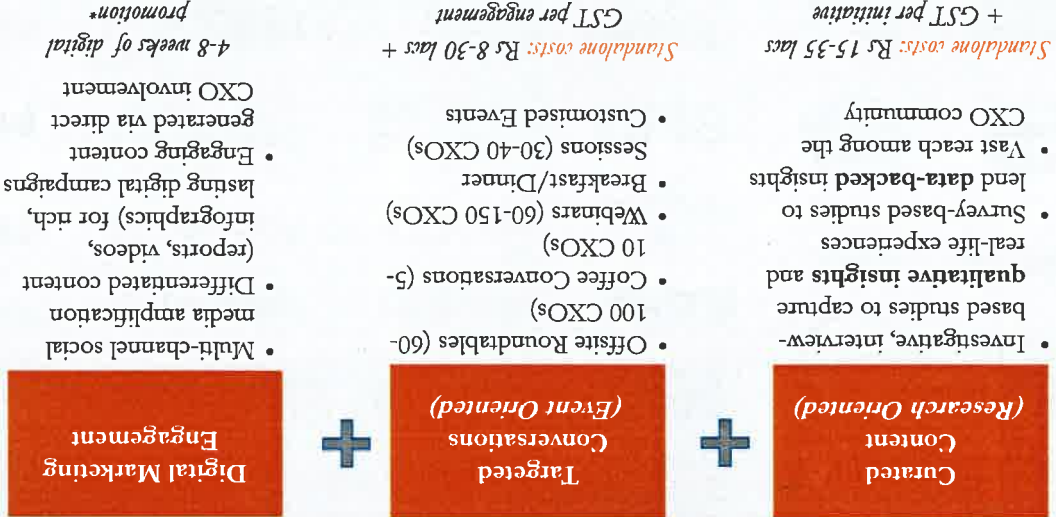 Curated
Content
(Research Oriented)
• Investigative, interview-
based studies to capture
qualitative insights and
real-life experiences
• Survey-based studies to
lend data-backed insights
• Vast reach among the
CXO community
Standalone costs: Rs 15-35 lacs
+ GST per initiative
+
Targeted
Conversations
(Event Oriented)
• Offsite Roundtables (60-
100 CXOs)
• Coffee Conversations (5-
10 CXOs)
• Webinars (60-150 CXOs)
• Breakfast/Dinner
Sessions (30-40 CXOs)
• Customised Events
Standalone costs: Rs 8-30 lacs +
GST per engagement
+
Digital Marketing
Engagement
• Multi-channel social
media amplification
• Differentiated content
(reports, videos,
infographics) for rich,
lasting digital campaigns
• Engaging content
generated via direct
CXO involvement
4-8 weeks of digital
promotion*